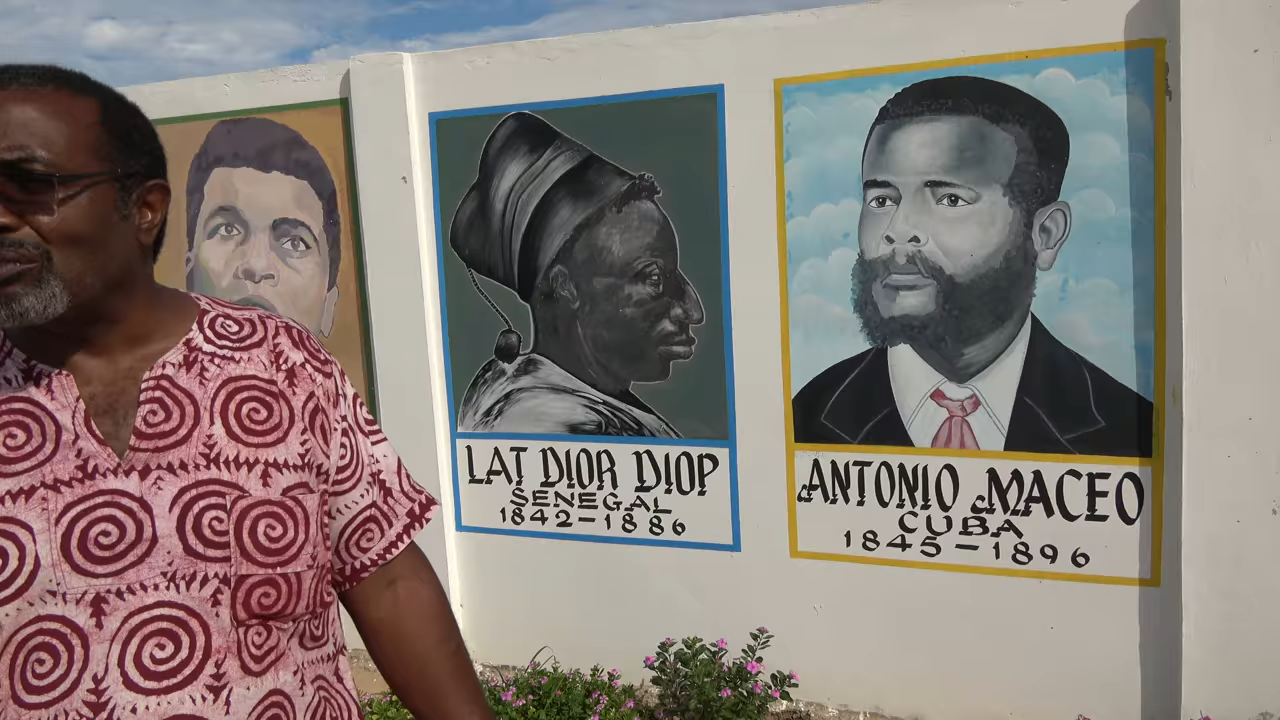 LAT DIOR DIOP
SENEGAL
1842-1886
ANTONIO MACEO
CUBA
1845-1896